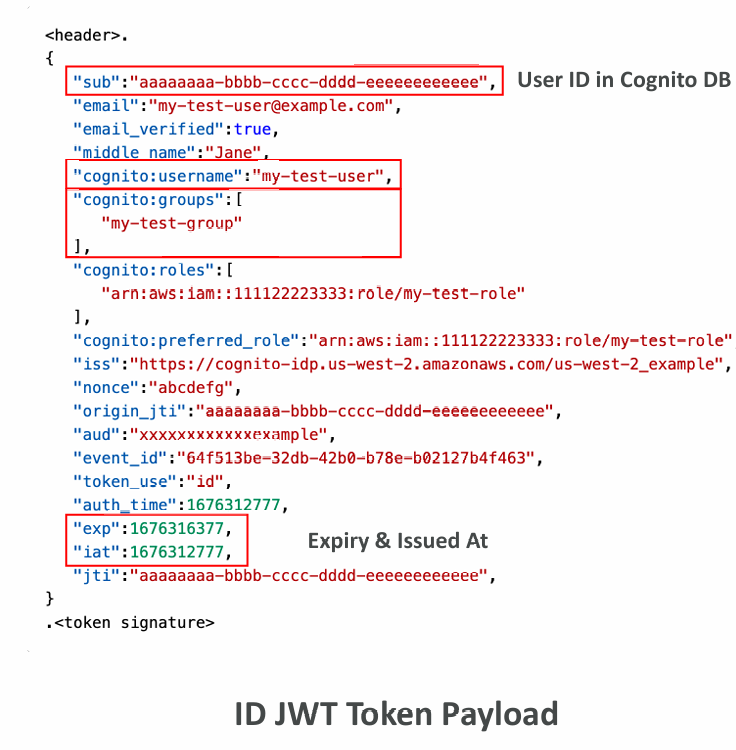 <header>.
{
"sub":"aaaaaaaa-bbbb-cccc-dddd-eeeeeeeeeeee", User ID in Cognito DB
"email":"my-test-user@example.com",
"email_verified":true,
"middle_name":"Jane",
"cognito:username":"my-test-user",
"cognito:groups":[
"my-test-group"
],
"cognito:roles":[
"arn:aws:iam::111122223333:role/my-test-role"
],
"cognito:preferred_role":"arn:aws:iam::111122223333:role/my-test-role"
"iss":"https://cognito-idp.us-west-2.amazonaws.com/us-west-2_example",
"nonce":"abcdefg",
"origin_jti":"aaaaaaaa-bbbb-cccc-dddd-eeeeeeeeeeee",
"aud":"xxxxxxxxxxxxexample",
"event_id":"64f513be-32db-42b0-b78e-b02127b4f463",
"token_use":"id",
"auth_time":1676312777,
"exp":1676316377,
"iat":1676312777, Expiry & Issued At
"jti":"aaaaaaaa-bbbb-cccc-dddd-eeeeeeeeeeee",
}
.<token signature>
ID JWT Token Payload